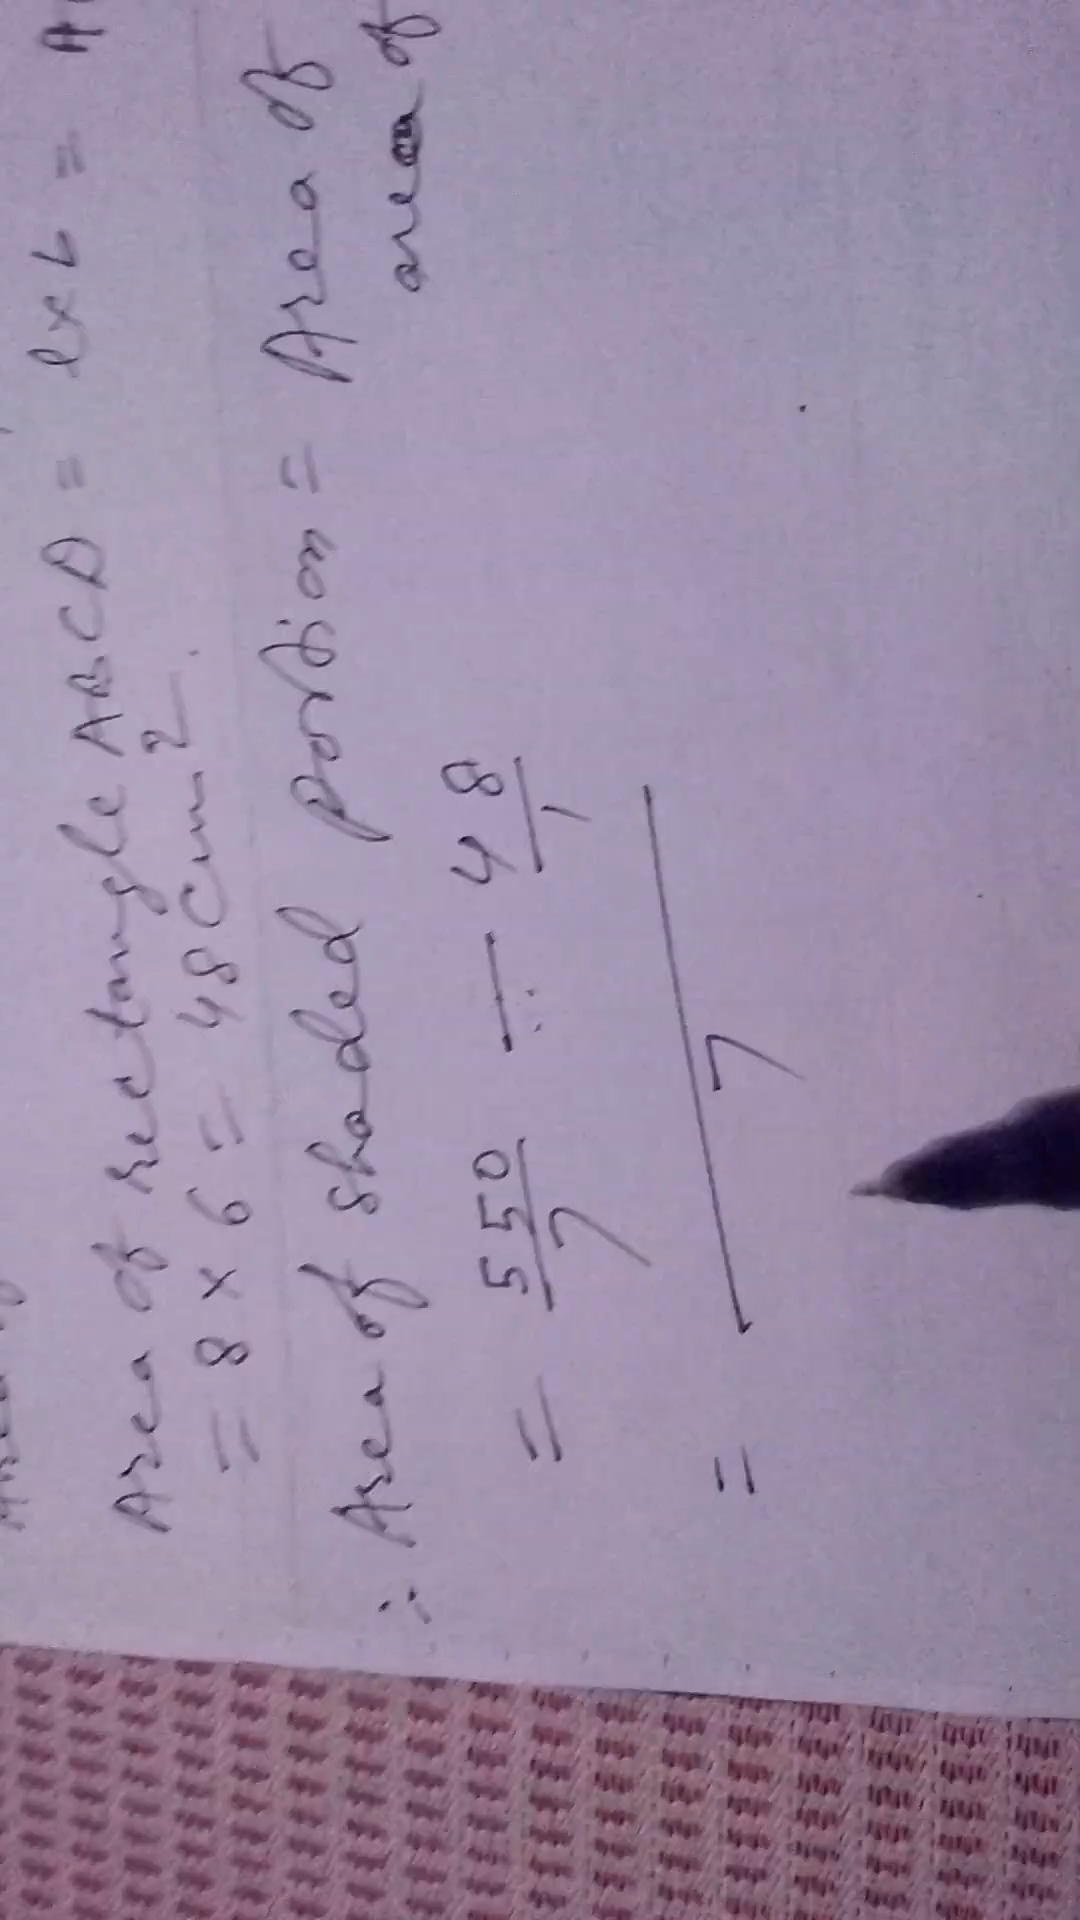 Area of rectangle ABCD = l x b =
= 8 x 6 = 48 Cm2.
∴ Area of shaded portion = Area of
area of
= 550/7 - 48/1
= /7